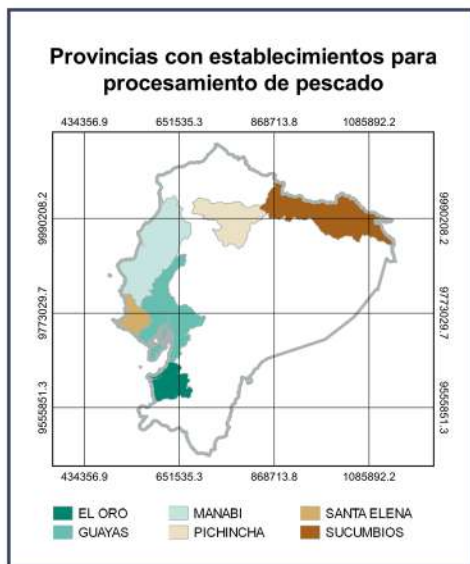 Provincias con establecimientos para
procesamiento de pescado
434356.9 651535.3 868713.8 1085892.2
9990208.2 9990208.2
9773029.7 9773029.7
9555851.3 9555851.3
434356.9 651535.3 868713.8 1085892.2
EL ORO MANABI SANTA ELENA
GUAYAS PICHINCHA SUCUMBIOS